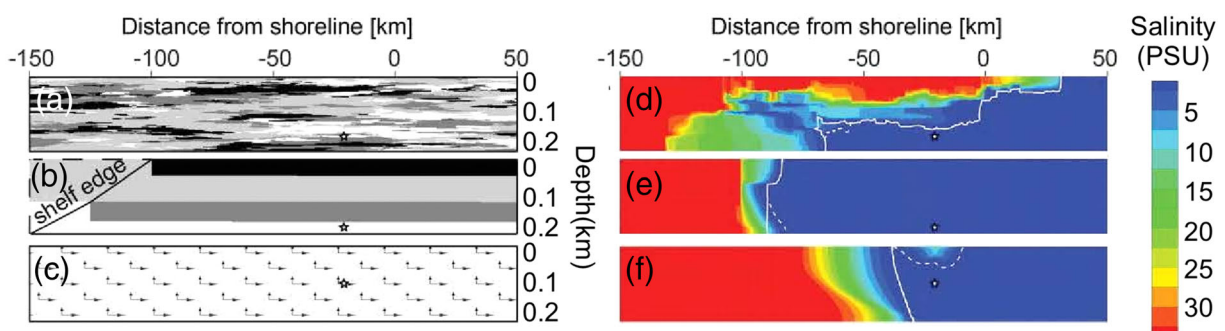 Distance from shoreline [km]
-150 -100 -50 0 50
(a)
0
0.1
0.2
(b)
shelf edge
0
0.1
0.2
(c)
0
0.1
0.2
Depth(km)
Distance from shoreline [km]
-150 -100 -50 0 50
(d)
(e)
(f)
Salinity
(PSU)
5
10
15
20
25
30